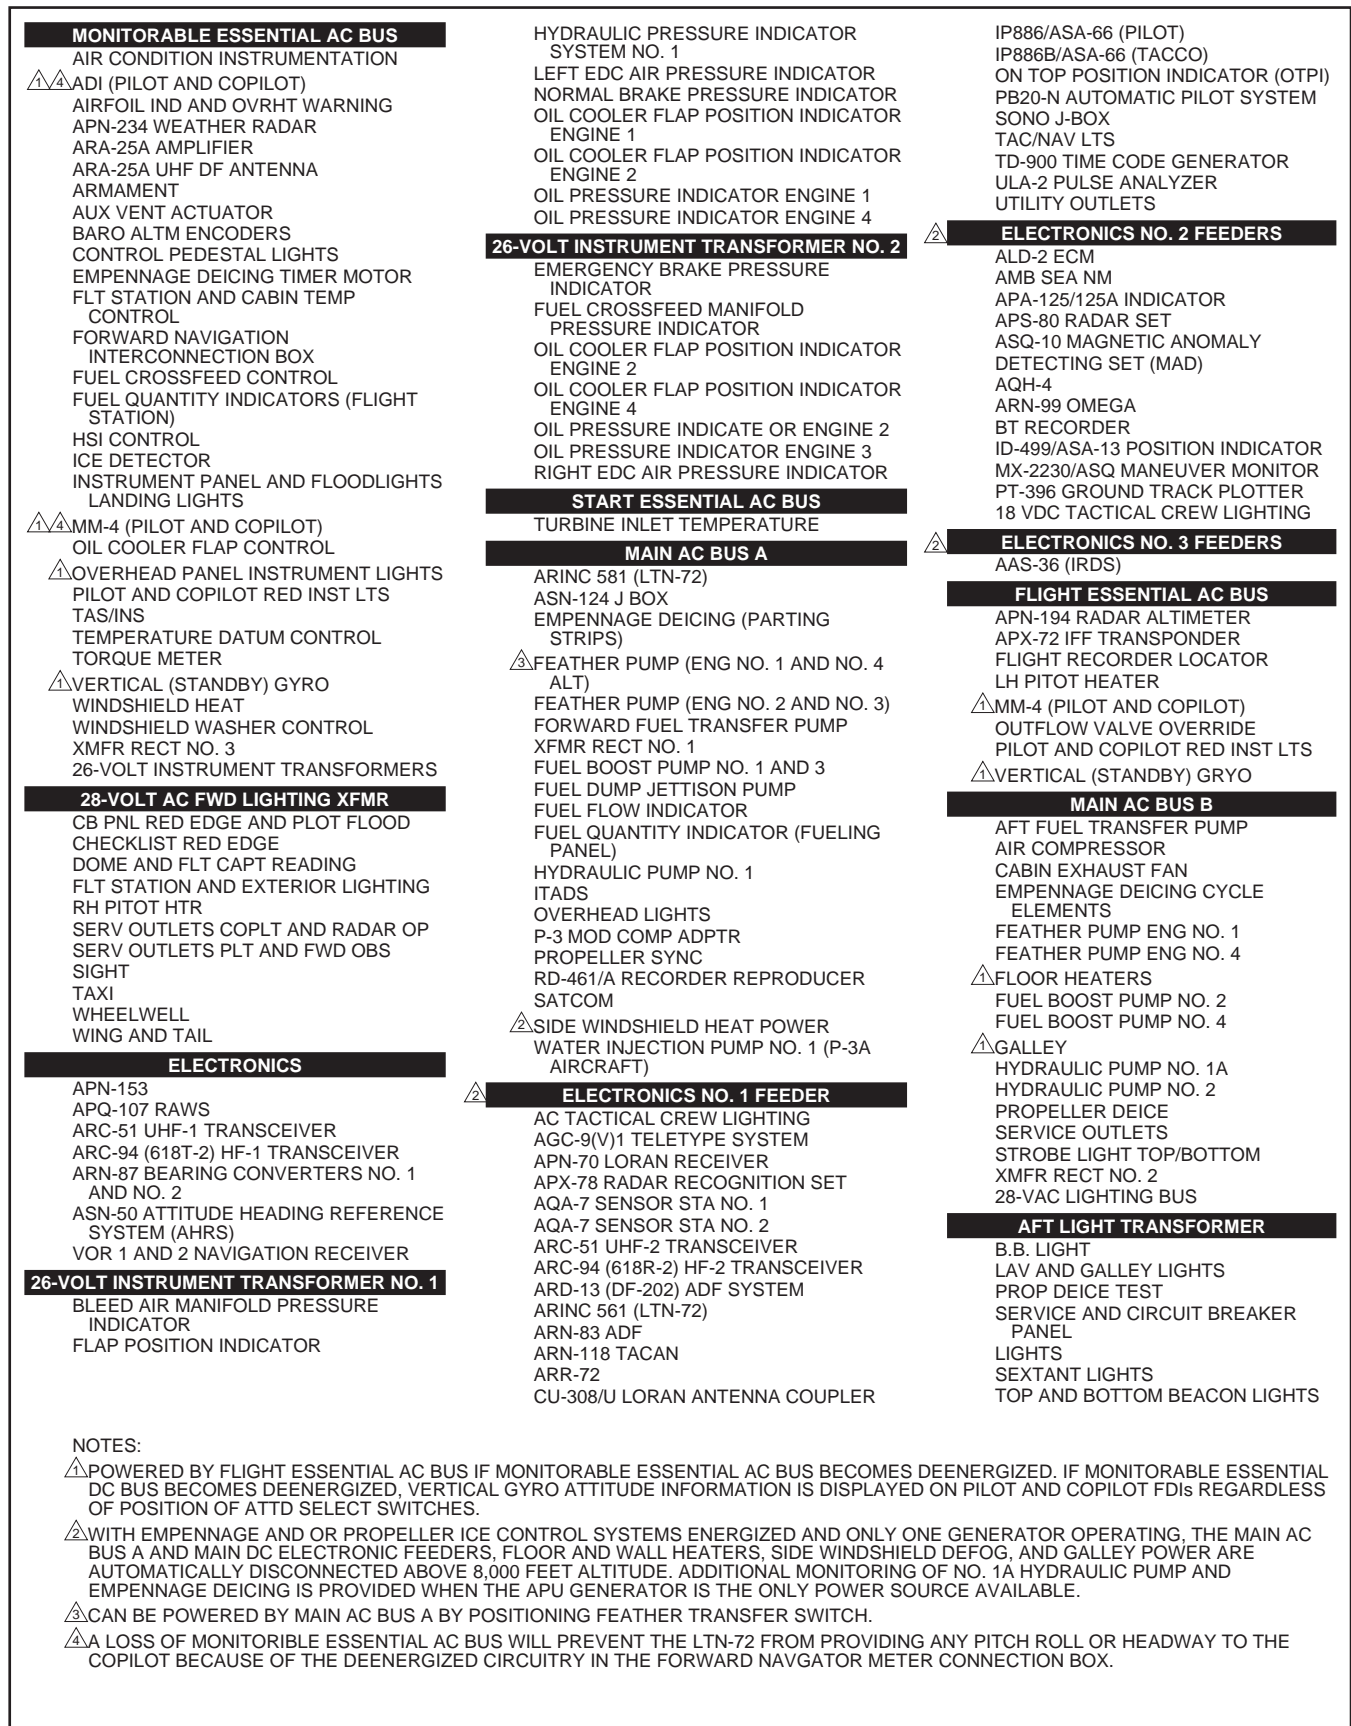 MONITORABLE ESSENTIAL AC BUS
AIR CONDITION INSTRUMENTATION
1 4 ADI (PILOT AND COPILOT)
AIRFOIL IND AND OVRHT WARNING
APN-234 WEATHER RADAR
ARA-25A AMPLIFIER
ARA-25A UHF DF ANTENNA
ARMAMENT
AUX VENT ACTUATOR
BARO ALTM ENCODERS
CONTROL PEDESTAL LIGHTS
EMPENNAGE DEICING TIMER MOTOR
FLT STATION AND CABIN TEMP
CONTROL
FORWARD NAVIGATION
INTERCONNECTION BOX
FUEL CROSSFEED CONTROL
FUEL QUANTITY INDICATORS (FLIGHT
STATION)
HSI CONTROL
ICE DETECTOR
INSTRUMENT PANEL AND FLOODLIGHTS
LANDING LIGHTS
1 4 MM-4 (PILOT AND COPILOT)
OIL COOLER FLAP CONTROL
1 OVERHEAD PANEL INSTRUMENT LIGHTS
PILOT AND COPILOT RED INST LTS
TAS/INS
TEMPERATURE DATUM CONTROL
TORQUE METER
1 VERTICAL (STANDBY) GYRO
WINDSHIELD HEAT
WINDSHIELD WASHER CONTROL
XMFR RECT NO. 3
26-VOLT INSTRUMENT TRANSFORMERS
28-VOLT AC FWD LIGHTING XFMR
CB PNL RED EDGE AND PLOT FLOOD
CHECKLIST RED EDGE
DOME AND FLT CAPT READING
FLT STATION AND EXTERIOR LIGHTING
RH PITOT HTR
SERV OUTLETS COPLT AND RADAR OP
SERV OUTLETS PLT AND FWD OBS
SIGHT
TAXI
WHEELWELL
WING AND TAIL
ELECTRONICS
APN-153
APQ-107 RAWS
ARC-51 UHF-1 TRANSCEIVER
ARC-94 (618T-2) HF-1 TRANSCEIVER
ARN-87 BEARING CONVERTERS NO. 1
AND NO. 2
ASN-50 ATTITUDE HEADING REFERENCE
SYSTEM (AHRS)
VOR 1 AND 2 NAVIGATION RECEIVER
26-VOLT INSTRUMENT TRANSFORMER NO. 1
BLEED AIR MANIFOLD PRESSURE
INDICATOR
FLAP POSITION INDICATOR
HYDRAULIC PRESSURE INDICATOR
SYSTEM NO. 1
LEFT EDC AIR PRESSURE INDICATOR
NORMAL BRAKE PRESSURE INDICATOR
OIL COOLER FLAP POSITION INDICATOR
ENGINE 1
OIL COOLER FLAP POSITION INDICATOR
ENGINE 2
OIL PRESSURE INDICATOR ENGINE 1
OIL PRESSURE INDICATOR ENGINE 4
26-VOLT INSTRUMENT TRANSFORMER NO. 2
EMERGENCY BRAKE PRESSURE
INDICATOR
FUEL CROSSFEED MANIFOLD
PRESSURE INDICATOR
OIL COOLER FLAP POSITION INDICATOR
ENGINE 2
OIL COOLER FLAP POSITION INDICATOR
ENGINE 4
OIL PRESSURE INDICATE OR ENGINE 2
OIL PRESSURE INDICATOR ENGINE 3
RIGHT EDC AIR PRESSURE INDICATOR
START ESSENTIAL AC BUS
TURBINE INLET TEMPERATURE
MAIN AC BUS A
ARINC 581 (LTN-72)
ASN-124 J BOX
EMPENNAGE DEICING (PARTING
STRIPS)
3 FEATHER PUMP (ENG NO. 1 AND NO. 4
ALT)
FEATHER PUMP (ENG NO. 2 AND NO. 3)
FORWARD FUEL TRANSFER PUMP
XFMR RECT NO. 1
FUEL BOOST PUMP NO. 1 AND 3
FUEL DUMP JETTISON PUMP
FUEL FLOW INDICATOR
FUEL QUANTITY INDICATOR (FUELING
PANEL)
HYDRAULIC PUMP NO. 1
ITADS
OVERHEAD LIGHTS
P-3 MOD COMP ADPTR
PROPELLER SYNC
RD-461/A RECORDER REPRODUCER
SATCOM
2 SIDE WINDSHIELD HEAT POWER
WATER INJECTION PUMP NO. 1 (P-3A
AIRCRAFT)
2 ELECTRONICS NO. 1 FEEDER
AC TACTICAL CREW LIGHTING
AGC-9(V)1 TELETYPE SYSTEM
APN-70 LORAN RECEIVER
APX-78 RADAR RECOGNITION SET
AQA-7 SENSOR STA NO. 1
AQA-7 SENSOR STA NO. 2
ARC-51 UHF-2 TRANSCEIVER
ARC-94 (618R-2) HF-2 TRANSCEIVER
ARD-13 (DF-202) ADF SYSTEM
ARINC 561 (LTN-72)
ARN-83 ADF
ARN-118 TACAN
ARR-72
CU-308/U LORAN ANTENNA COUPLER
IP886/ASA-66 (PILOT)
IP886B/ASA-66 (TACCO)
ON TOP POSITION INDICATOR (OTPI)
PB20-N AUTOMATIC PILOT SYSTEM
SONO J-BOX
TAC/NAV LTS
TD-900 TIME CODE GENERATOR
ULA-2 PULSE ANALYZER
UTILITY OUTLETS
2 ELECTRONICS NO. 2 FEEDERS
ALD-2 ECM
AMB SEA NM
APA-125/125A INDICATOR
APS-80 RADAR SET
ASQ-10 MAGNETIC ANOMALY
DETECTING SET (MAD)
AQH-4
ARN-99 OMEGA
BT RECORDER
ID-499/ASA-13 POSITION INDICATOR
MX-2230/ASQ MANEUVER MONITOR
PT-396 GROUND TRACK PLOTTER
18 VDC TACTICAL CREW LIGHTING
2 ELECTRONICS NO. 3 FEEDERS
AAS-36 (IRDS)
FLIGHT ESSENTIAL AC BUS
APN-194 RADAR ALTIMETER
APX-72 IFF TRANSPONDER
FLIGHT RECORDER LOCATOR
LH PITOT HEATER
1 MM-4 (PILOT AND COPILOT)
OUTFLOW VALVE OVERRIDE
PILOT AND COPILOT RED INST LTS
1 VERTICAL (STANDBY) GRYO
MAIN AC BUS B
AFT FUEL TRANSFER PUMP
AIR COMPRESSOR
CABIN EXHAUST FAN
EMPENNAGE DEICING CYCLE
ELEMENTS
FEATHER PUMP ENG NO. 1
FEATHER PUMP ENG NO. 4
1 FLOOR HEATERS
FUEL BOOST PUMP NO. 2
FUEL BOOST PUMP NO. 4
1 GALLEY
HYDRAULIC PUMP NO. 1A
HYDRAULIC PUMP NO. 2
PROPELLER DEICE
SERVICE OUTLETS
STROBE LIGHT TOP/BOTTOM
XMFR RECT NO. 2
28-VAC LIGHTING BUS
AFT LIGHT TRANSFORMER
B.B. LIGHT
LAV AND GALLEY LIGHTS
PROP DEICE TEST
SERVICE AND CIRCUIT BREAKER
PANEL
LIGHTS
SEXTANT LIGHTS
TOP AND BOTTOM BEACON LIGHTS
NOTES:
1 POWERED BY FLIGHT ESSENTIAL AC BUS IF MONITORABLE ESSENTIAL AC BUS BECOMES DEENERGIZED. IF MONITORABLE ESSENTIAL
DC BUS BECOMES DEENERGIZED, VERTICAL GYRO ATTITUDE INFORMATION IS DISPLAYED ON PILOT AND COPILOT FDIs REGARDLESS
OF POSITION OF ATTD SELECT SWITCHES.
2 WITH EMPENNAGE AND OR PROPELLER ICE CONTROL SYSTEMS ENERGIZED AND ONLY ONE GENERATOR OPERATING, THE MAIN AC
BUS A AND MAIN DC ELECTRONIC FEEDERS, FLOOR AND WALL HEATERS, SIDE WINDSHIELD DEFOG, AND GALLEY POWER ARE
AUTOMATICALLY DISCONNECTED ABOVE 8,000 FEET ALTITUDE. ADDITIONAL MONITORING OF NO. 1A HYDRAULIC PUMP AND
EMPENNAGE DEICING IS PROVIDED WHEN THE APU GENERATOR IS THE ONLY POWER SOURCE AVAILABLE.
3 CAN BE POWERED BY MAIN AC BUS A BY POSITIONING FEATHER TRANSFER SWITCH.
4 A LOSS OF MONITORIBLE ESSENTIAL AC BUS WILL PREVENT THE LTN-72 FROM PROVIDING ANY PITCH ROLL OR HEADWAY TO THE
COPILOT BECAUSE OF THE DEENERGIZED CIRCUITRY IN THE FORWARD NAVGATOR METER CONNECTION BOX.